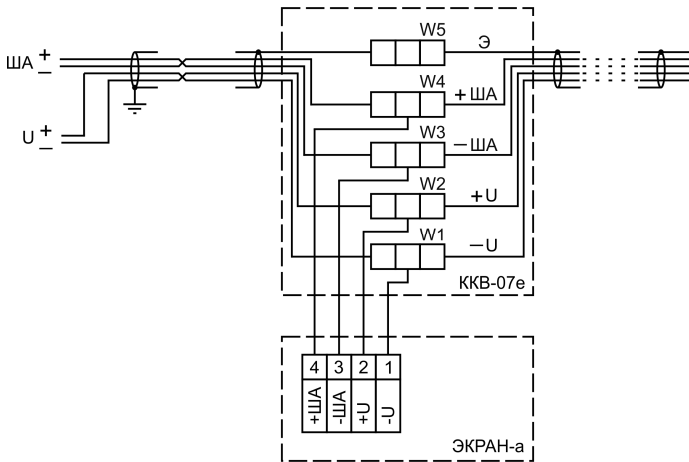 W5
Э
ША + −
W4
+ ША
W3
− ША
U + −
W2
+ U
W1
− U
ККВ-07е
4 3 2 1
+ША -ША +U -U
ЭКРАН-а